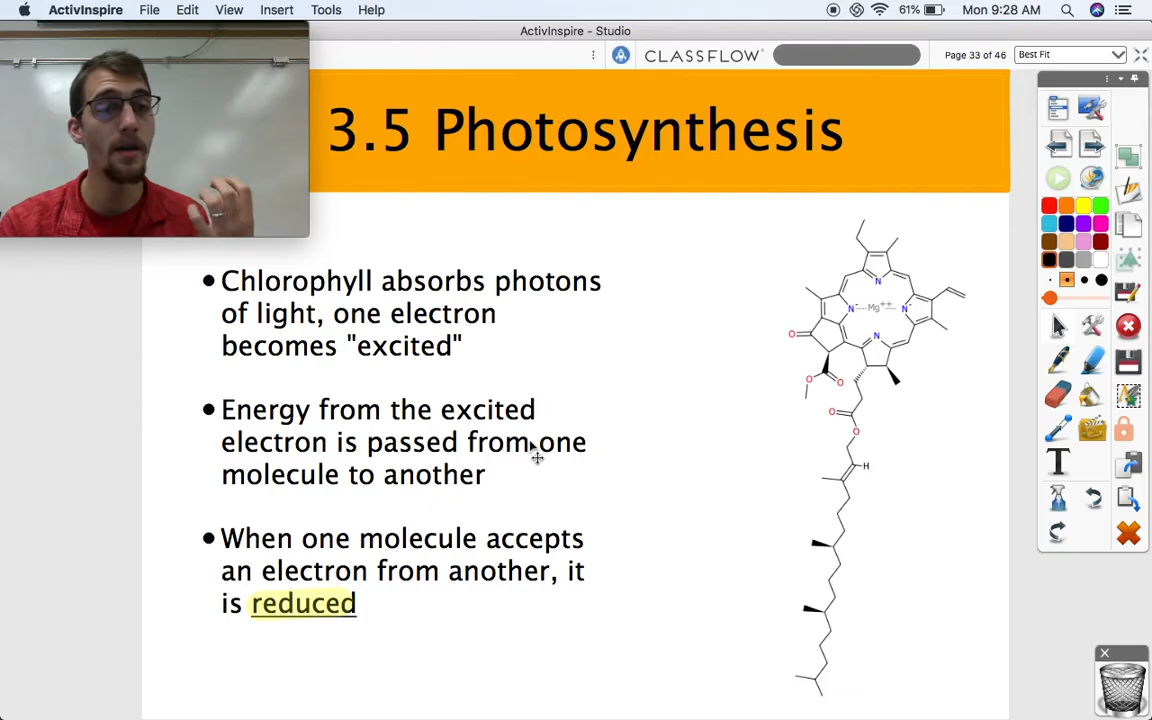 ActivInspire File Edit View Insert Tools Help 61% Mon 9:28 AM
ActivInspire - Studio
CLASSFLOW Page 33 of 46 Best Fit
3.5 Photosynthesis
•Chlorophyll absorbs photons
of light, one electron
becomes "excited"
•Energy from the excited
electron is passed from one
molecule to another
•When one molecule accepts
an electron from another, it
is reduced
N
N⁻ Mg⁺⁺ N⁻
N
O
O O
O
O
H
T